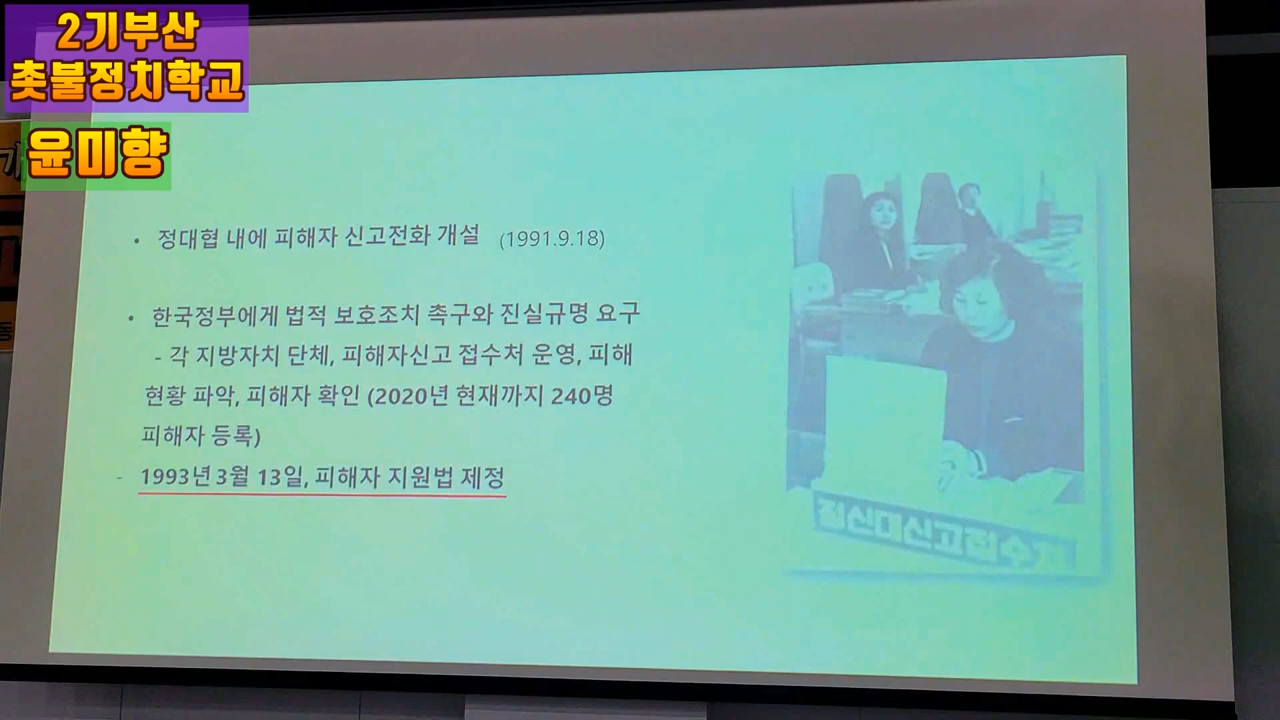 2기부산
촛불정치학교
윤미향
• 정대협 내에 피해자 신고전화 개설 (1991.9.18)
• 한국정부에게 법적 보호조치 촉구와 진실규명 요구
- 각 지방자치 단체, 피해자신고 접수처 운영, 피해
현황 파악, 피해자 확인 (2020년 현재까지 240명
피해자 등록)
- 1993년 3월 13일, 피해자 지원법 제정
정신대신고접수처